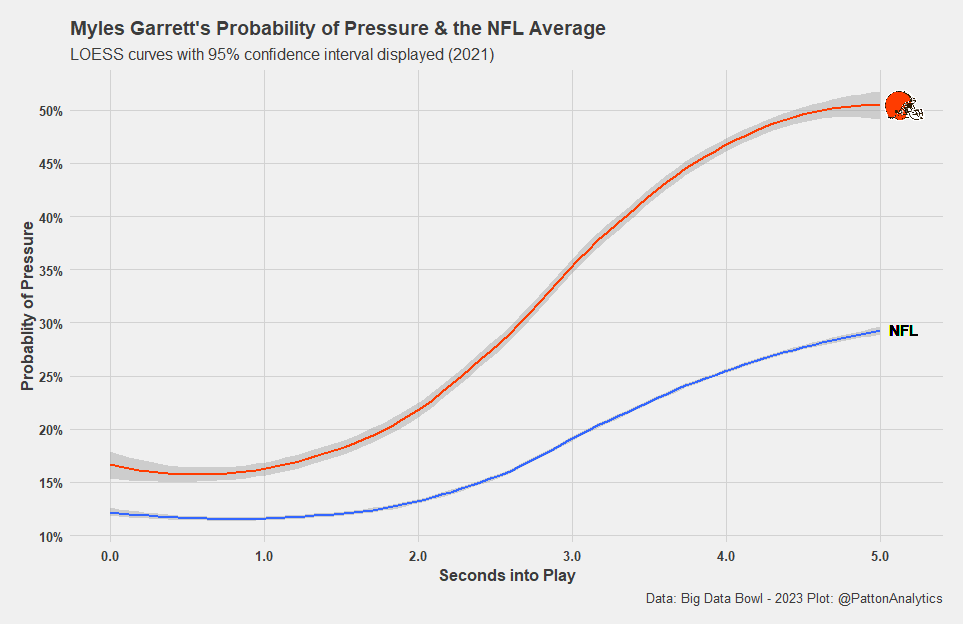 Myles Garrett's Probability of Pressure & the NFL Average
LOESS curves with 95% confidence interval displayed (2021)
50%
45%
40%
35%
30%
25%
20%
15%
10%
Probablity of Pressure
NFL
0.0 1.0 2.0 3.0 4.0 5.0
Seconds into Play
Data: Big Data Bowl - 2023 Plot: @PattonAnalytics